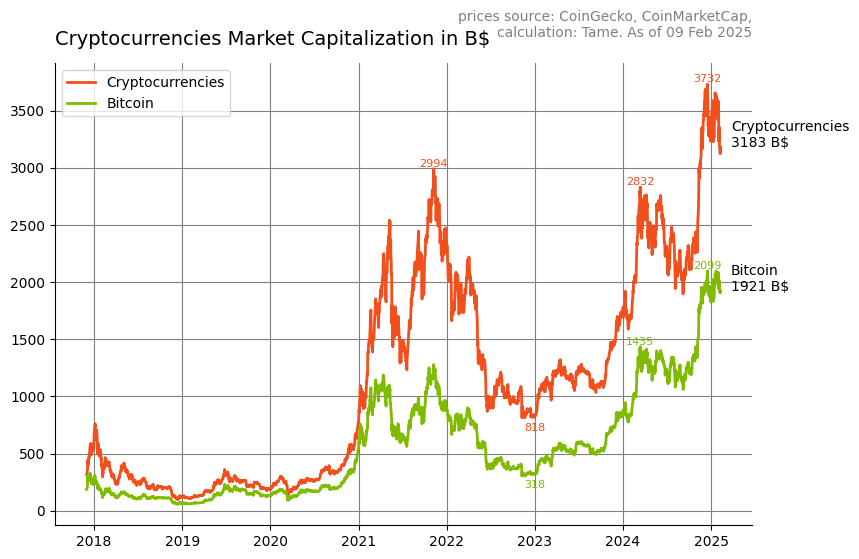 prices source: CoinGecko, CoinMarketCap,
calculation: Tame. As of 09 Feb 2025
Cryptocurrencies Market Capitalization in B$
Cryptocurrencies
Bitcoin
3732
3500
Cryptocurrencies
3183 B$
2994
3000
2832
2500
2099
Bitcoin
1921 B$
2000
1435
1500
1000
818
500
318
0
2018
2019
2020
2021
2022
2023
2024
2025